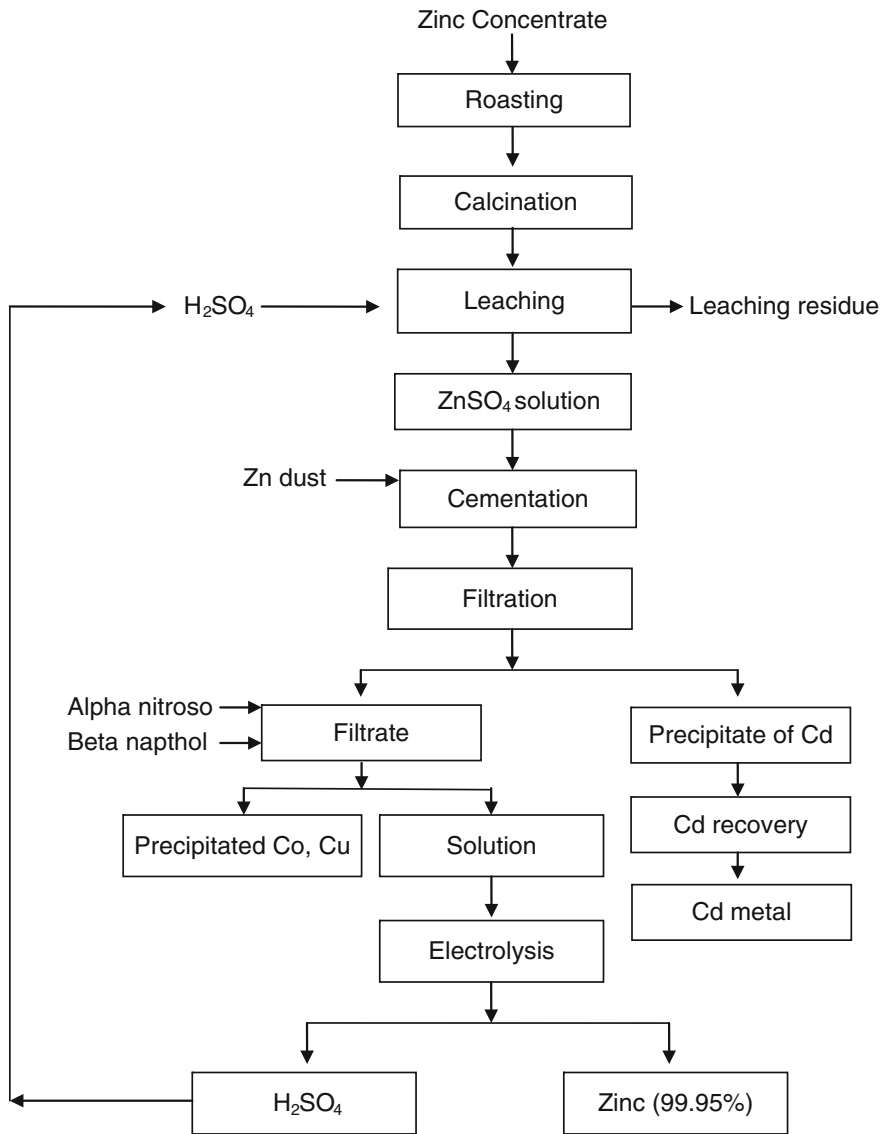 Zinc Concentrate
Roasting
Calcination
H₂SO₄
Leaching
Leaching residue
ZnSO₄ solution
Zn dust
Cementation
Filtration
Alpha nitroso
Beta napthol
Filtrate
Precipitate of Cd
Precipitated Co, Cu
Solution
Cd recovery
Cd metal
Electrolysis
H₂SO₄
Zinc (99.95%)